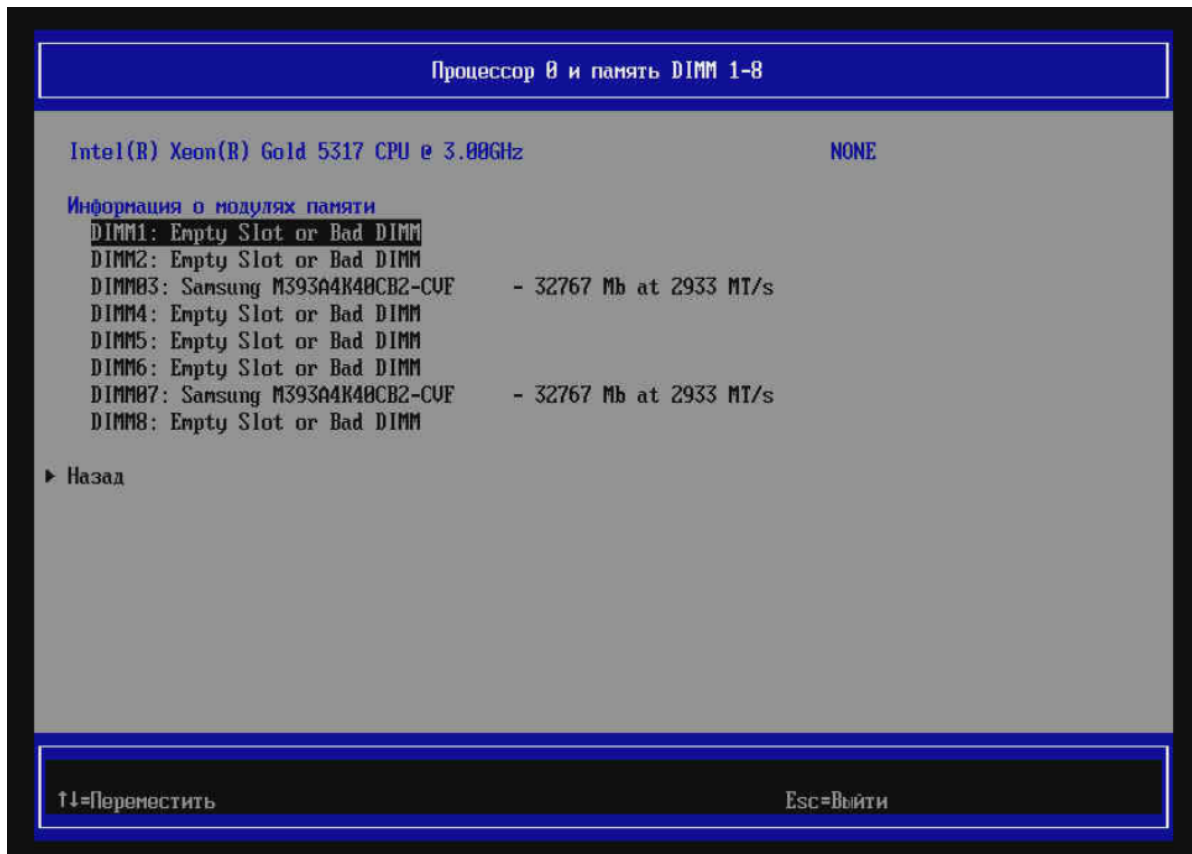 Процессор 0 и память DIMM 1-8
Intel(R) Xeon(R) Gold 5317 CPU @ 3.00GHz NONE
Информация о модулях памяти
DIMM1: Empty Slot or Bad DIMM
DIMM2: Empty Slot or Bad DIMM
DIMM03: Samsung M393A4K40CB2-CVF - 32767 Mb at 2933 MT/s
DIMM4: Empty Slot or Bad DIMM
DIMM5: Empty Slot or Bad DIMM
DIMM6: Empty Slot or Bad DIMM
DIMM07: Samsung M393A4K40CB2-CVF - 32767 Mb at 2933 MT/s
DIMM8: Empty Slot or Bad DIMM
▶ Назад
↑↓=Переместить Esc=Выйти